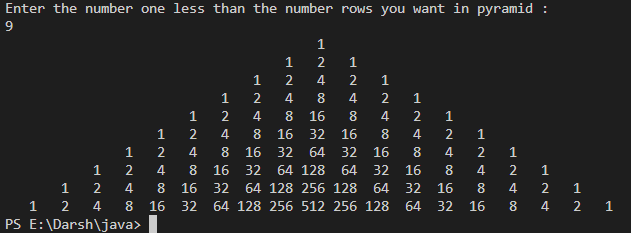 Enter the number one less than the number rows you want in pyramid :
9
1
1 2 1
1 2 4 2 1
1 2 4 8 4 2 1
1 2 4 8 16 8 4 2 1
1 2 4 8 16 32 16 8 4 2 1
1 2 4 8 16 32 64 32 16 8 4 2 1
1 2 4 8 16 32 64 128 64 32 16 8 4 2 1
1 2 4 8 16 32 64 128 256 128 64 32 16 8 4 2 1
1 2 4 8 16 32 64 128 256 512 256 128 64 32 16 8 4 2 1
PS E:\Darsh\java>